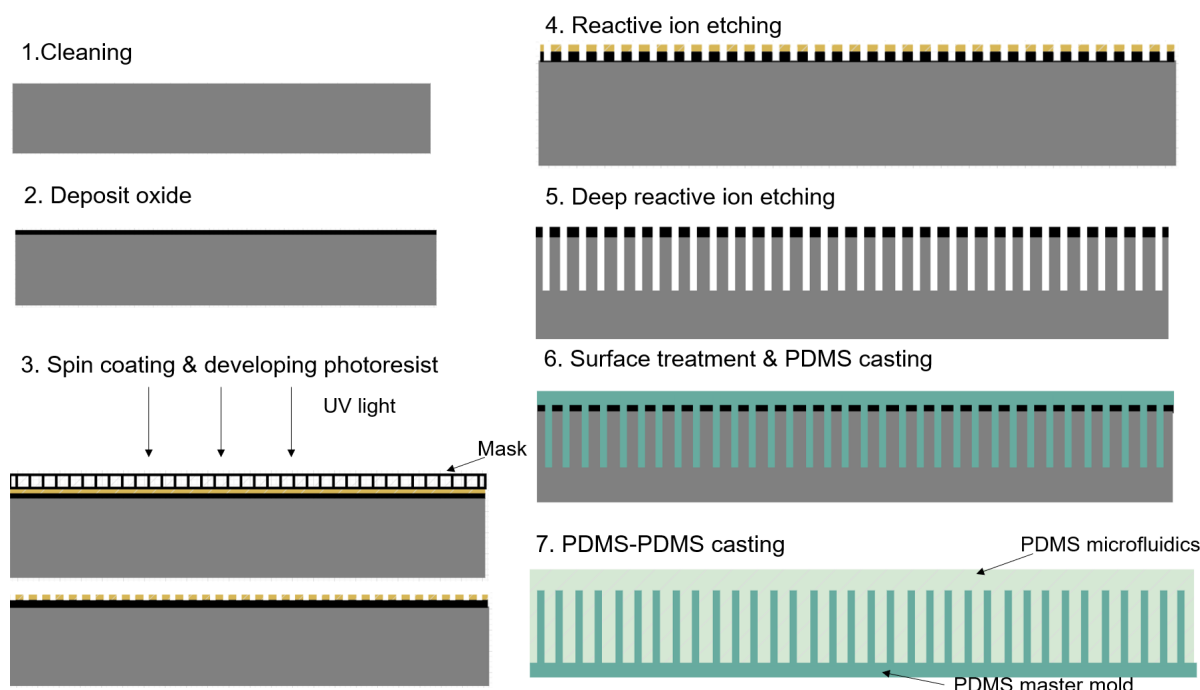 1.Cleaning
2. Deposit oxide
3. Spin coating & developing photoresist
UV light
Mask
4. Reactive ion etching
5. Deep reactive ion etching
6. Surface treatment & PDMS casting
7. PDMS-PDMS casting
PDMS microfluidics
PDMS master mold